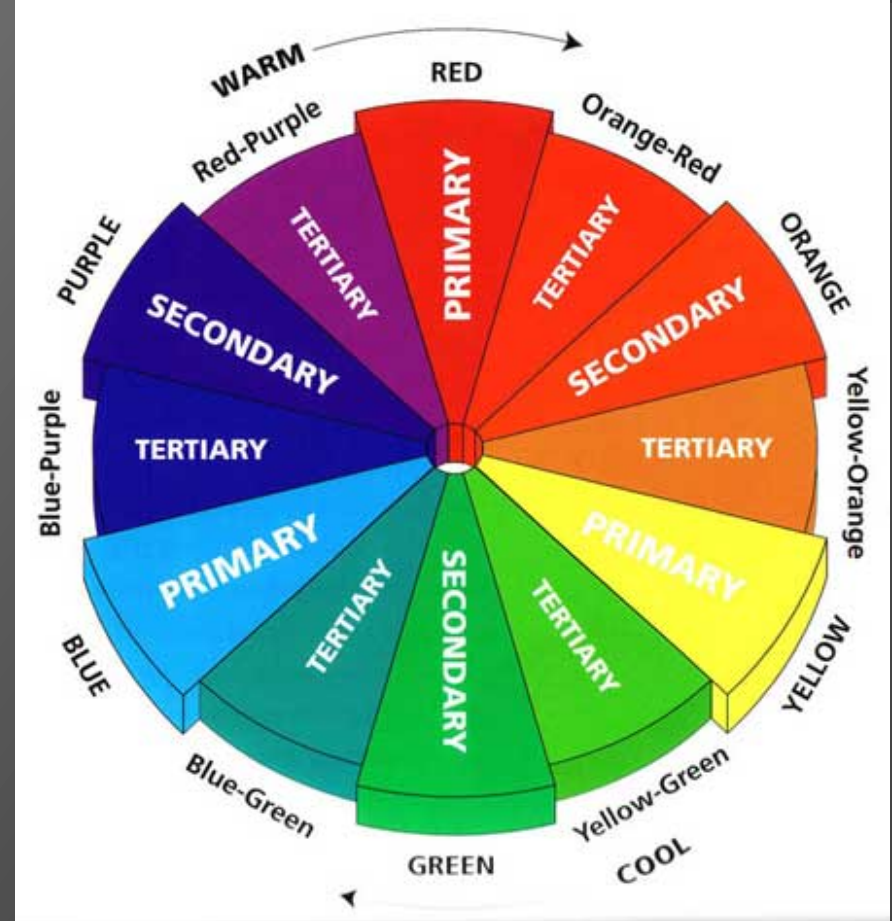 WARM
RED
Red-Purple
Orange-Red
PURPLE
ORANGE
Blue-Purple
Yellow-Orange
BLUE
YELLOW
Blue-Green
Yellow-Green
GREEN
COOL
PRIMARY
TERTIARY
SECONDARY
TERTIARY
PRIMARY
TERTIARY
SECONDARY
TERTIARY
PRIMARY
TERTIARY
SECONDARY
TERTIARY